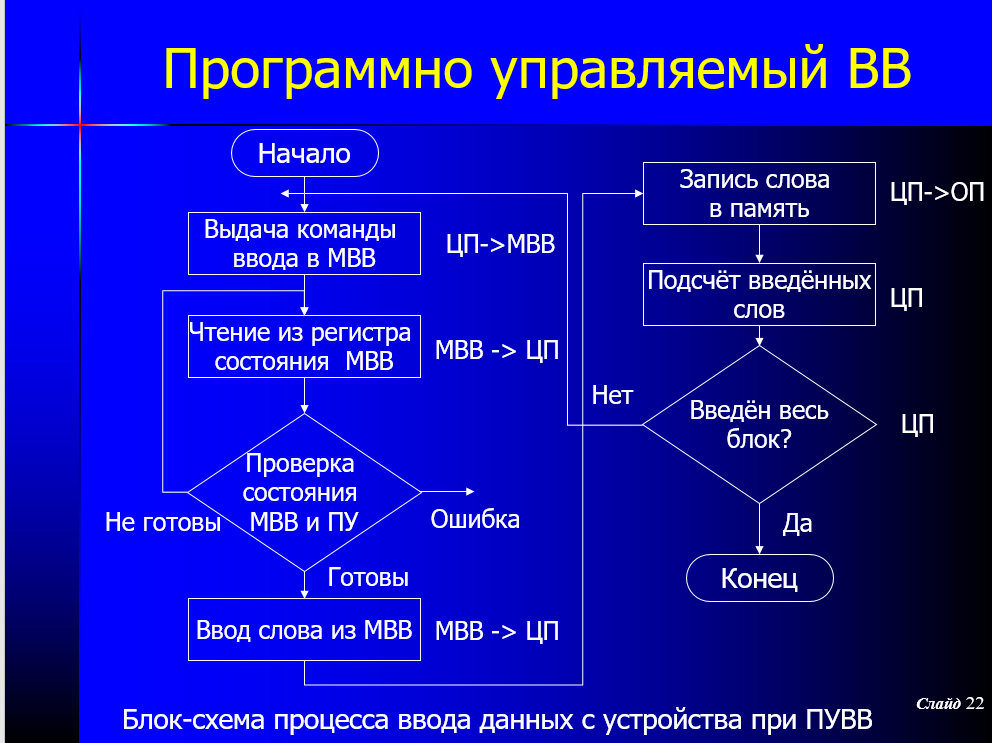 Программно управляемый ВВ
Начало
Выдача команды
ввода в МВВ
ЦП->МВВ
Чтение из регистра
состояния МВВ
МВВ -> ЦП
Проверка
состояния
МВВ и ПУ
Не готовы
Ошибка
Готовы
Ввод слова из МВВ
МВВ -> ЦП
Запись слова
в память
ЦП->ОП
Подсчёт введённых
слов
ЦП
Нет
Введён весь
блок?
ЦП
Да
Конец
Слайд 22
Блок-схема процесса ввода данных с устройства при ПУВВ